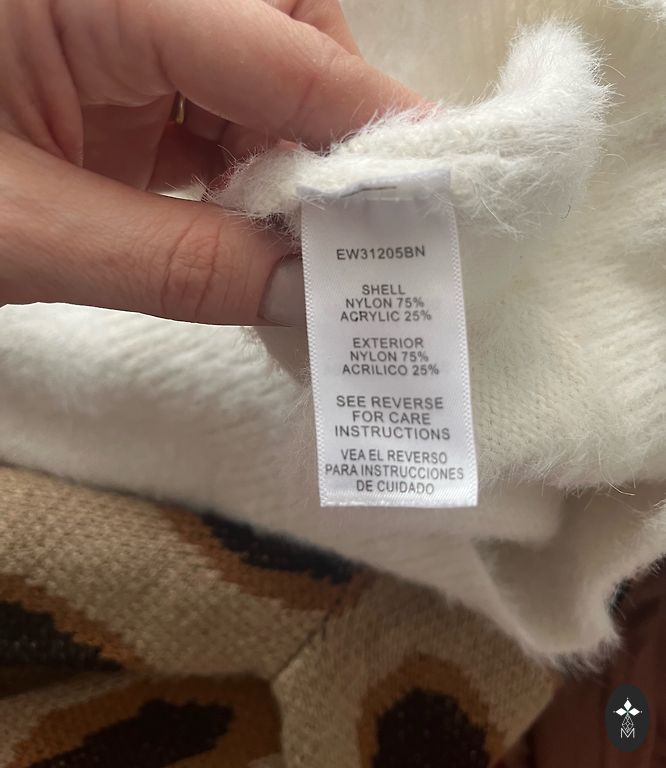 EW31205BN
SHELL
NYLON 75%
ACRYLIC 25%
EXTERIOR
NYLON 75%
ACRILICO 25%
SEE REVERSE
FOR CARE
INSTRUCTIONS
VEA EL REVERSO
PARA INSTRUCCIONES
DE CUIDADO
M